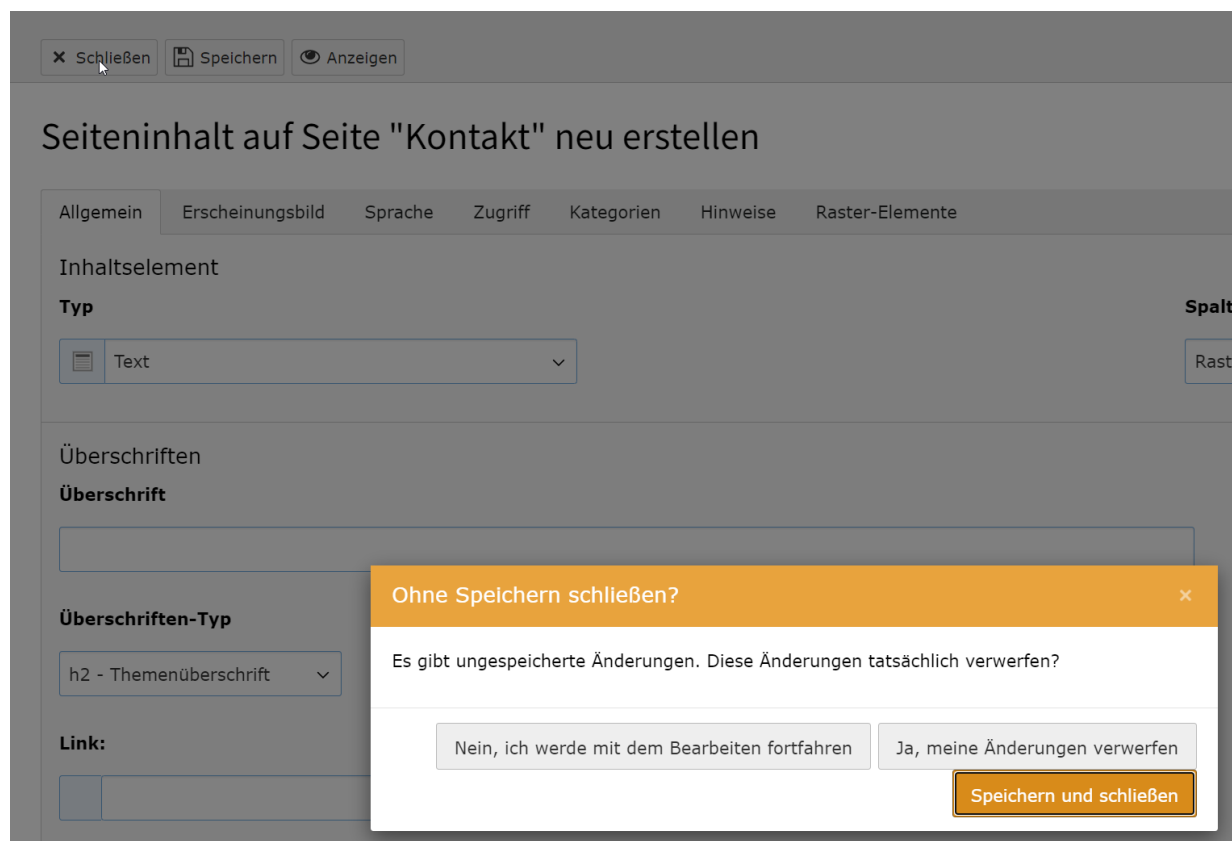 Schließen Speichern Anzeigen
Seiteninhalt auf Seite "Kontakt" neu erstellen
Allgemein Erscheinungsbild Sprache Zugriff Kategorien Hinweise Raster-Elemente
Inhaltselement
Typ Spalt
Text Rast
Überschriften
Überschrift
Ohne Speichern schließen? ×
Überschriften-Typ
Es gibt ungespeicherte Änderungen. Diese Änderungen tatsächlich verwerfen?
h2 - Themenüberschrift
Link:
Nein, ich werde mit dem Bearbeiten fortfahren Ja, meine Änderungen verwerfen
Speichern und schließen